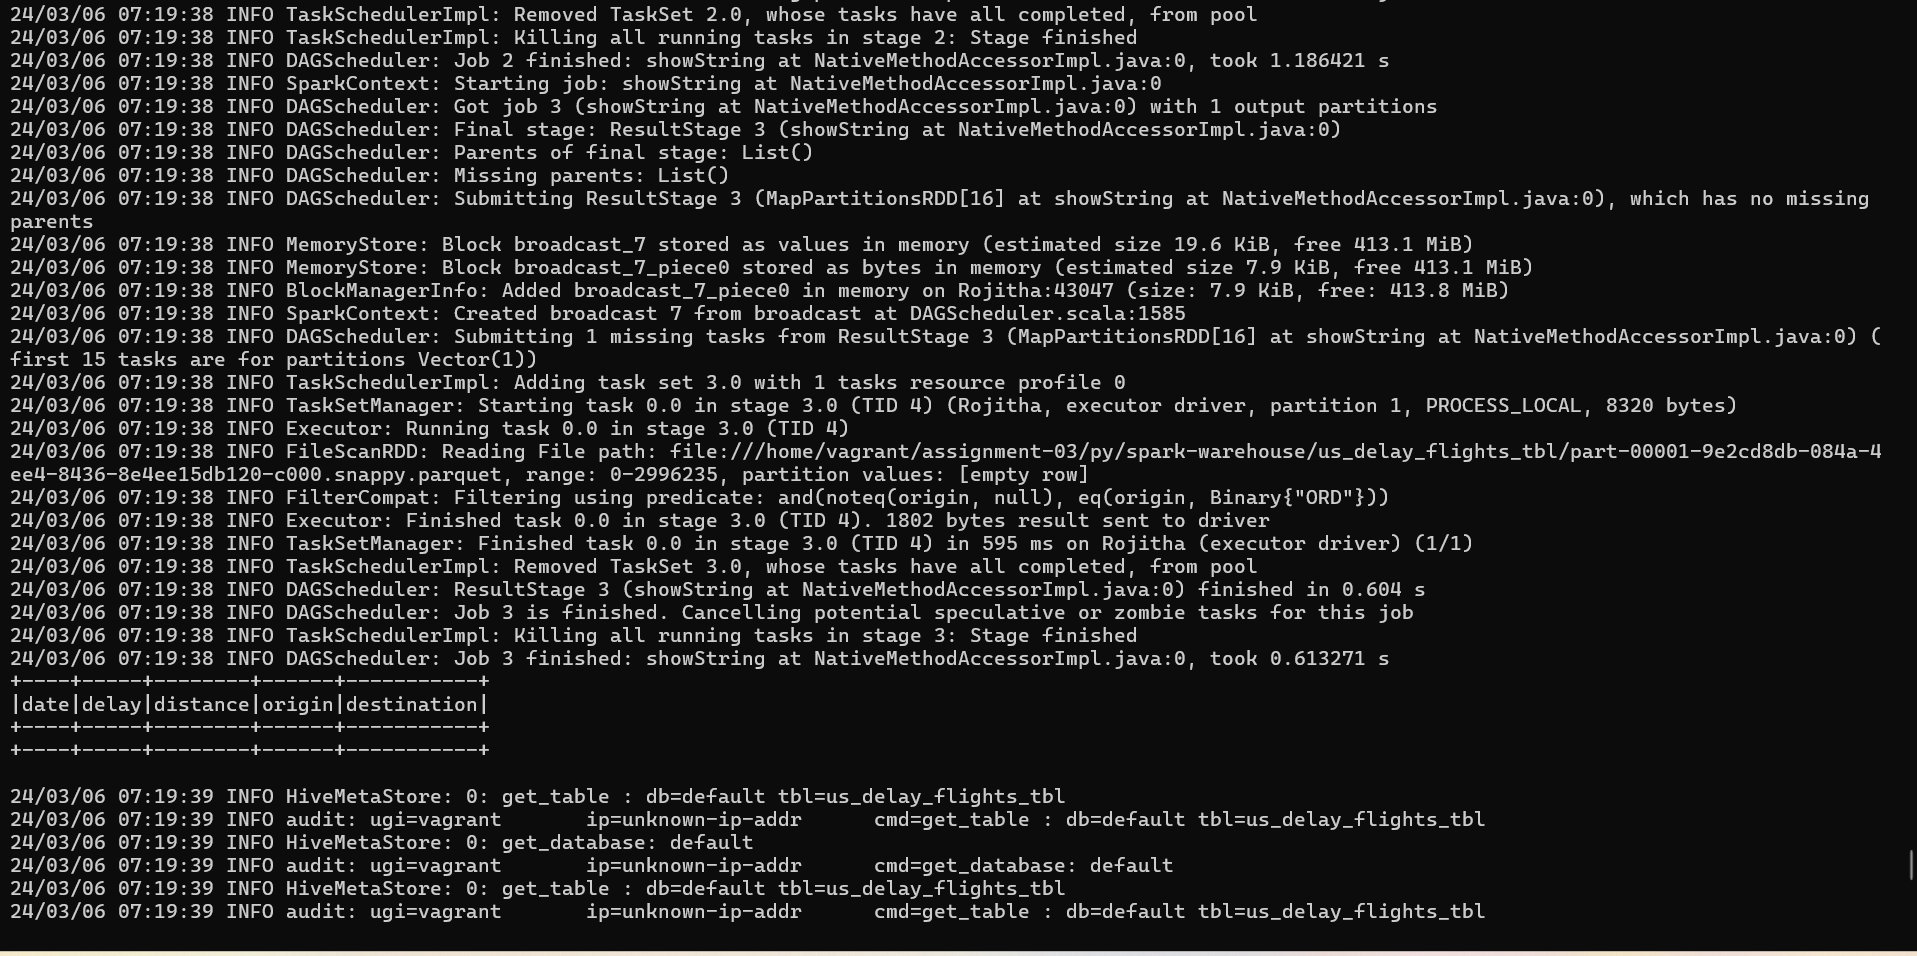 24/03/06 07:19:38 INFO TaskSchedulerImpl: Removed TaskSet 2.0, whose tasks have all completed, from pool
24/03/06 07:19:38 INFO TaskSchedulerImpl: Killing all running tasks in stage 2: Stage finished
24/03/06 07:19:38 INFO DAGScheduler: Job 2 finished: showString at NativeMethodAccessorImpl.java:0, took 1.186421 s
24/03/06 07:19:38 INFO SparkContext: Starting job: showString at NativeMethodAccessorImpl.java:0
24/03/06 07:19:38 INFO DAGScheduler: Got job 3 (showString at NativeMethodAccessorImpl.java:0) with 1 output partitions
24/03/06 07:19:38 INFO DAGScheduler: Final stage: ResultStage 3 (showString at NativeMethodAccessorImpl.java:0)
24/03/06 07:19:38 INFO DAGScheduler: Parents of final stage: List()
24/03/06 07:19:38 INFO DAGScheduler: Missing parents: List()
24/03/06 07:19:38 INFO DAGScheduler: Submitting ResultStage 3 (MapPartitionsRDD[16] at showString at NativeMethodAccessorImpl.java:0), which has no missing
parents
24/03/06 07:19:38 INFO MemoryStore: Block broadcast_7 stored as values in memory (estimated size 19.6 KiB, free 413.1 MiB)
24/03/06 07:19:38 INFO MemoryStore: Block broadcast_7_piece0 stored as bytes in memory (estimated size 7.9 KiB, free 413.1 MiB)
24/03/06 07:19:38 INFO BlockManagerInfo: Added broadcast_7_piece0 in memory on Rojitha:43047 (size: 7.9 KiB, free: 413.8 MiB)
24/03/06 07:19:38 INFO SparkContext: Created broadcast 7 from broadcast at DAGScheduler.scala:1585
24/03/06 07:19:38 INFO DAGScheduler: Submitting 1 missing tasks from ResultStage 3 (MapPartitionsRDD[16] at showString at NativeMethodAccessorImpl.java:0) (
first 15 tasks are for partitions Vector(1))
24/03/06 07:19:38 INFO TaskSchedulerImpl: Adding task set 3.0 with 1 tasks resource profile 0
24/03/06 07:19:38 INFO TaskSetManager: Starting task 0.0 in stage 3.0 (TID 4) (Rojitha, executor driver, partition 1, PROCESS_LOCAL, 8320 bytes)
24/03/06 07:19:38 INFO Executor: Running task 0.0 in stage 3.0 (TID 4)
24/03/06 07:19:38 INFO FileScanRDD: Reading File path: file:///home/vagrant/assignment-03/py/spark-warehouse/us_delay_flights_tbl/part-00001-9e2cd8db-084a-4
ee4-8436-8e4ee15db120-c000.snappy.parquet, range: 0-2996235, partition values: [empty row]
24/03/06 07:19:38 INFO FilterCompat: Filtering using predicate: and(noteq(origin, null), eq(origin, Binary{"ORD"}))
24/03/06 07:19:38 INFO Executor: Finished task 0.0 in stage 3.0 (TID 4). 1802 bytes result sent to driver
24/03/06 07:19:38 INFO TaskSetManager: Finished task 0.0 in stage 3.0 (TID 4) in 595 ms on Rojitha (executor driver) (1/1)
24/03/06 07:19:38 INFO TaskSchedulerImpl: Removed TaskSet 3.0, whose tasks have all completed, from pool
24/03/06 07:19:38 INFO DAGScheduler: ResultStage 3 (showString at NativeMethodAccessorImpl.java:0) finished in 0.604 s
24/03/06 07:19:38 INFO DAGScheduler: Job 3 is finished. Cancelling potential speculative or zombie tasks for this job
24/03/06 07:19:38 INFO TaskSchedulerImpl: Killing all running tasks in stage 3: Stage finished
24/03/06 07:19:38 INFO DAGScheduler: Job 3 finished: showString at NativeMethodAccessorImpl.java:0, took 0.613271 s
+----+-----+--------+------+-----------+
|date|delay|distance|origin|destination|
+----+-----+--------+------+-----------+
+----+-----+--------+------+-----------+
24/03/06 07:19:39 INFO HiveMetaStore: 0: get_table : db=default tbl=us_delay_flights_tbl
24/03/06 07:19:39 INFO audit: ugi=vagrant       ip=unknown-ip-addr      cmd=get_table : db=default tbl=us_delay_flights_tbl
24/03/06 07:19:39 INFO HiveMetaStore: 0: get_database: default
24/03/06 07:19:39 INFO audit: ugi=vagrant       ip=unknown-ip-addr      cmd=get_database: default
24/03/06 07:19:39 INFO HiveMetaStore: 0: get_table : db=default tbl=us_delay_flights_tbl
24/03/06 07:19:39 INFO audit: ugi=vagrant       ip=unknown-ip-addr      cmd=get_table : db=default tbl=us_delay_flights_tbl